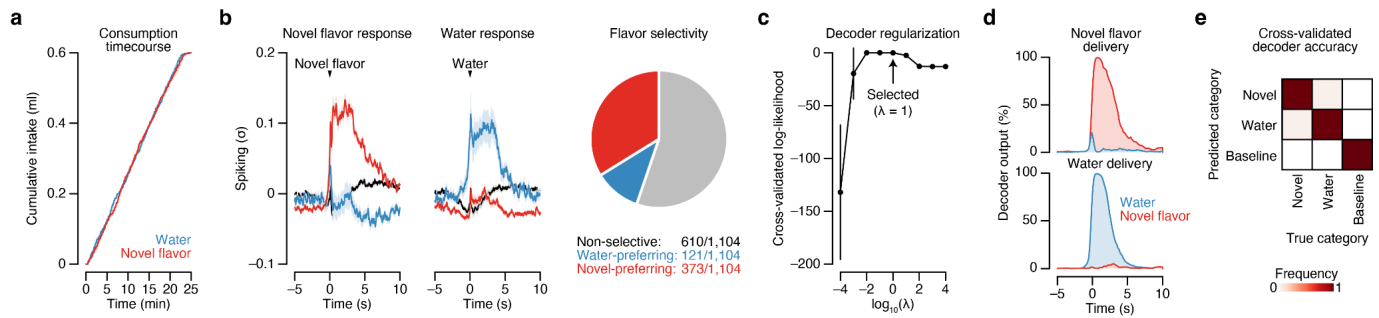 a
Consumption
timecourse
Cumulative intake (ml)
0.6
0.4
0.2
0
Water
Novel flavor
0 5 10 15 20 25
Time (min)
b
Novel flavor response
Water response
Flavor selectivity
Spiking (σ)
0.2
0.1
0
−0.1
Novel flavor
Water
−5 0 5 10
Time (s)
−5 0 5 10
Time (s)
Non-selective: 610/1,104
Water-preferring: 121/1,104
Novel-preferring: 373/1,104
c
Decoder regularization
Cross-validated log-likelihood
0
−50
−100
−150
−200
Selected
(λ = 1)
−4 −2 0 2 4
log10(λ)
d
Novel flavor
delivery
Decoder output (%)
100
50
0
Water delivery
100
50
0
Water
Novel flavor
−5 0 5 10
Time (s)
e
Cross-validated
decoder accuracy
Predicted category
Novel
Water
Baseline
Novel
Water
Baseline
True category
Frequency
0 1